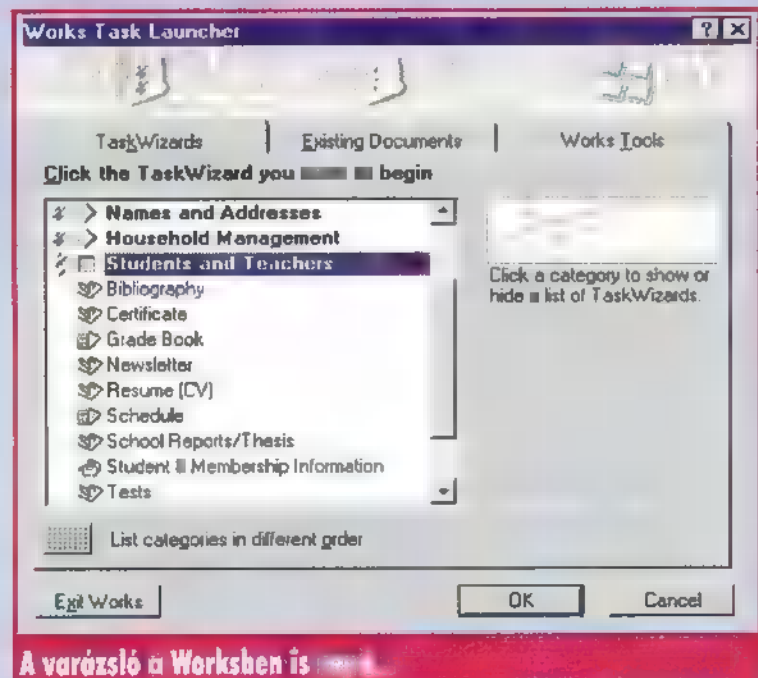 Works Task Launcher
TaskWizards
Existing Documents
Works Tools
Click the TaskWizard you begin
Names and Addresses
Household Management
Students and Teachers
Bibliography
Certificate
Grade Book
Newsletter
Resume (CV)
Schedule
School Reports/Thesis
Student Membership Information
Tests
Click a category to show or
hide list of TaskWizards.
List categories in different order
Exit Works
OK
Cancel
A varázsló a Worksben is